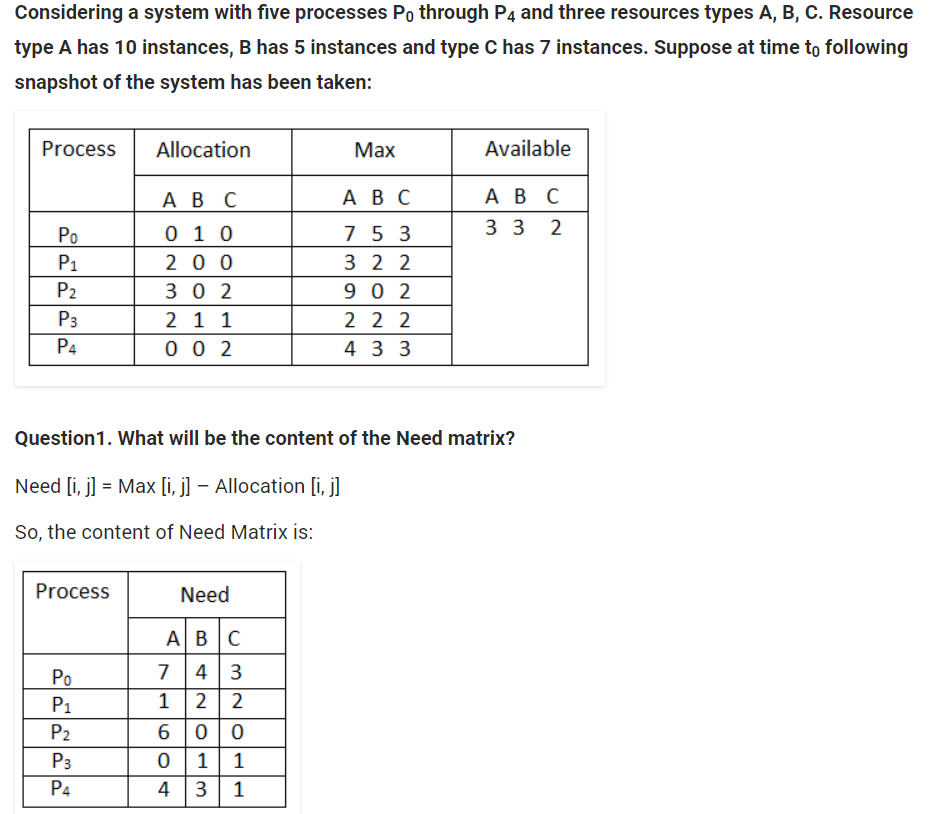 Considering a system with five processes P₀ through P₄ and three resources types A, B, C. Resource
type A has 10 instances, B has 5 instances and type C has 7 instances. Suppose at time t₀ following
snapshot of the system has been taken:
Process Allocation Max Available
A B C A B C A B C
P₀ 0 1 0 7 5 3 3 3 2
P₁ 2 0 0 3 2 2
P₂ 3 0 2 9 0 2
P₃ 2 1 1 2 2 2
P₄ 0 0 2 4 3 3
Question1. What will be the content of the Need matrix?
Need [i, j] = Max [i, j] – Allocation [i, j]
So, the content of Need Matrix is:
Process Need
A B C
P₀ 7 4 3
P₁ 1 2 2
P₂ 6 0 0
P₃ 0 1 1
P₄ 4 3 1